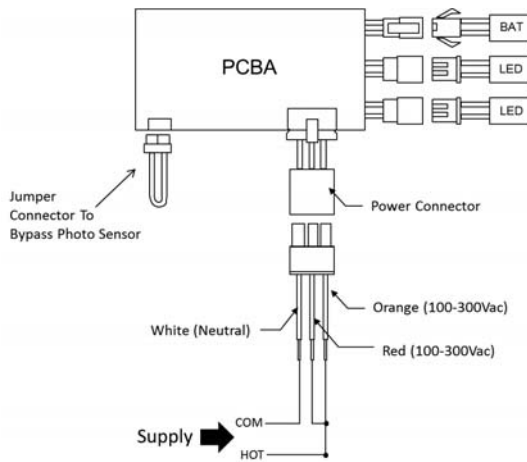 PCBA
BAT
LED
LED
Jumper
Connector To
Bypass Photo Sensor
Power Connector
Orange (100-300Vac)
White (Neutral)
Red (100-300Vac)
COM
Supply
HOT